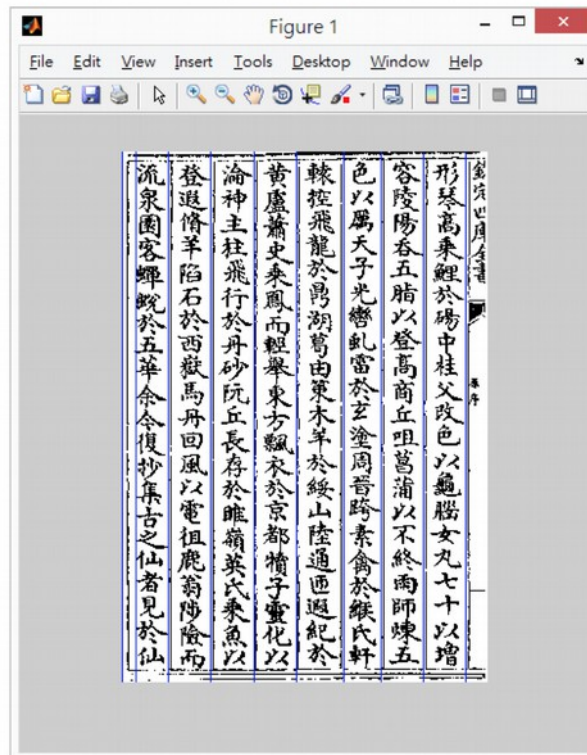 Figure 1
File Edit View Insert Tools Desktop Window Help
欽定四庫全書
原序
形琴高乘鯉於碭中桂父改色以龜腦女丸七十以增
容陵陽吞五脂以登高商丘咀菖蒲以不終雨師煉五
色以厲天子光轡虬雷於玄塗周晉跨素禽於緱氏軒
轅控飛龍於鼎湖葛由策木羊於綏山陸通匝遐紀於
黄廬蕭史乘鳳而輕舉東方飄衣於京都犢子靈化以
淪神主柱飛行於丹砂阮丘長存於睢嶺英氏乘魚以
登遐脩羊陷石於西嶽馬丹回風以電徂鹿翁陟險而
流泉園客蟬蛻於五華余今復抄集古之仙者見於仙